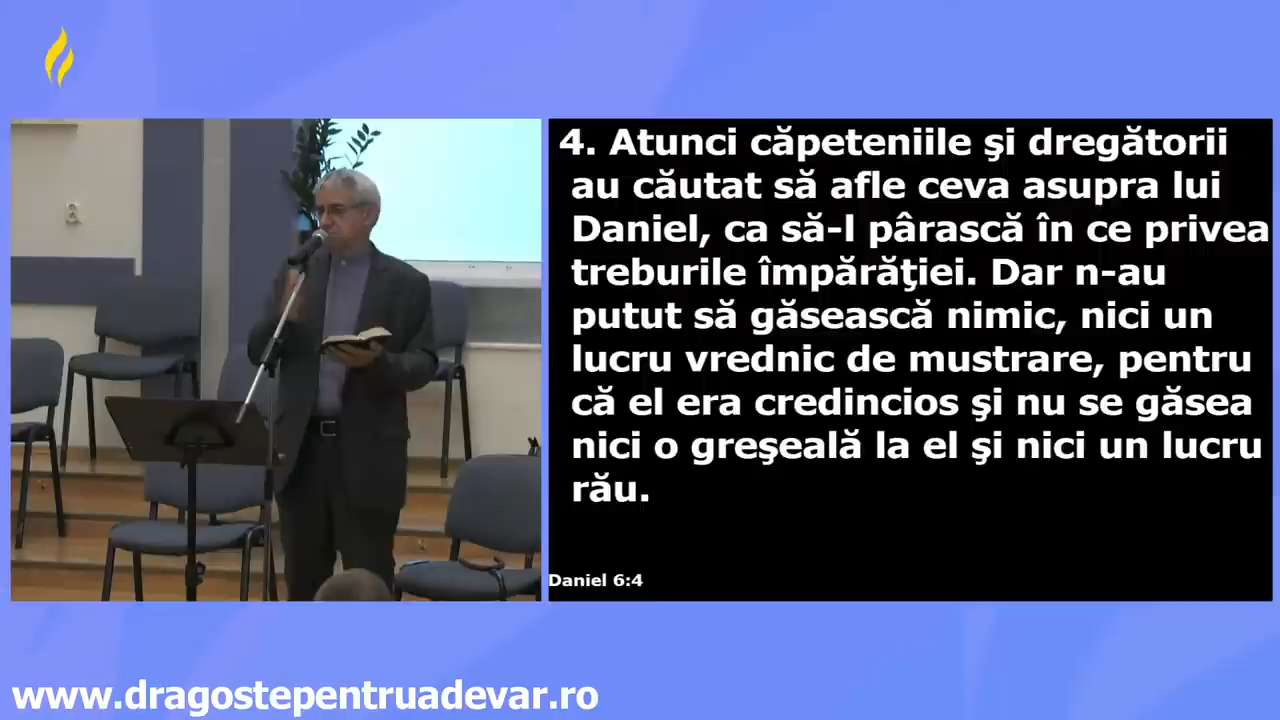 4. Atunci căpeteniile şi dregătorii
au căutat să afle ceva asupra lui
Daniel, ca să-l pârască în ce privea
treburile împărăţiei. Dar n-au
putut să găsească nimic, nici un
lucru vrednic de mustrare, pentru
că el era credincios şi nu se găsea
nici o greşeală la el şi nici un lucru
rău.
Daniel 6:4
www.dragostepentruadevar.ro